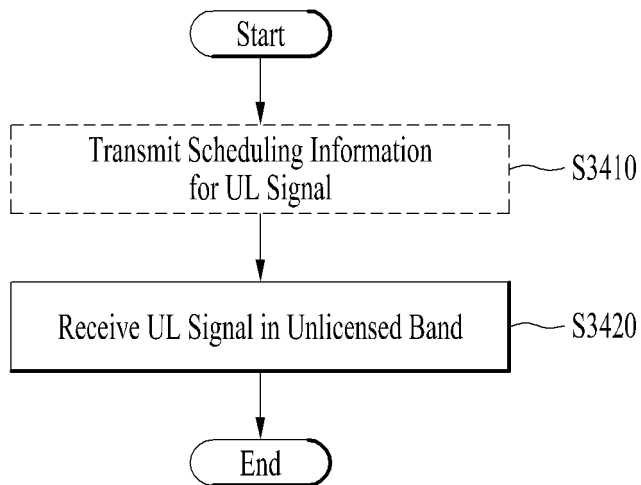 Start
Transmit Scheduling Information
for UL Signal
S3410
Receive UL Signal in Unlicensed Band
S3420
End